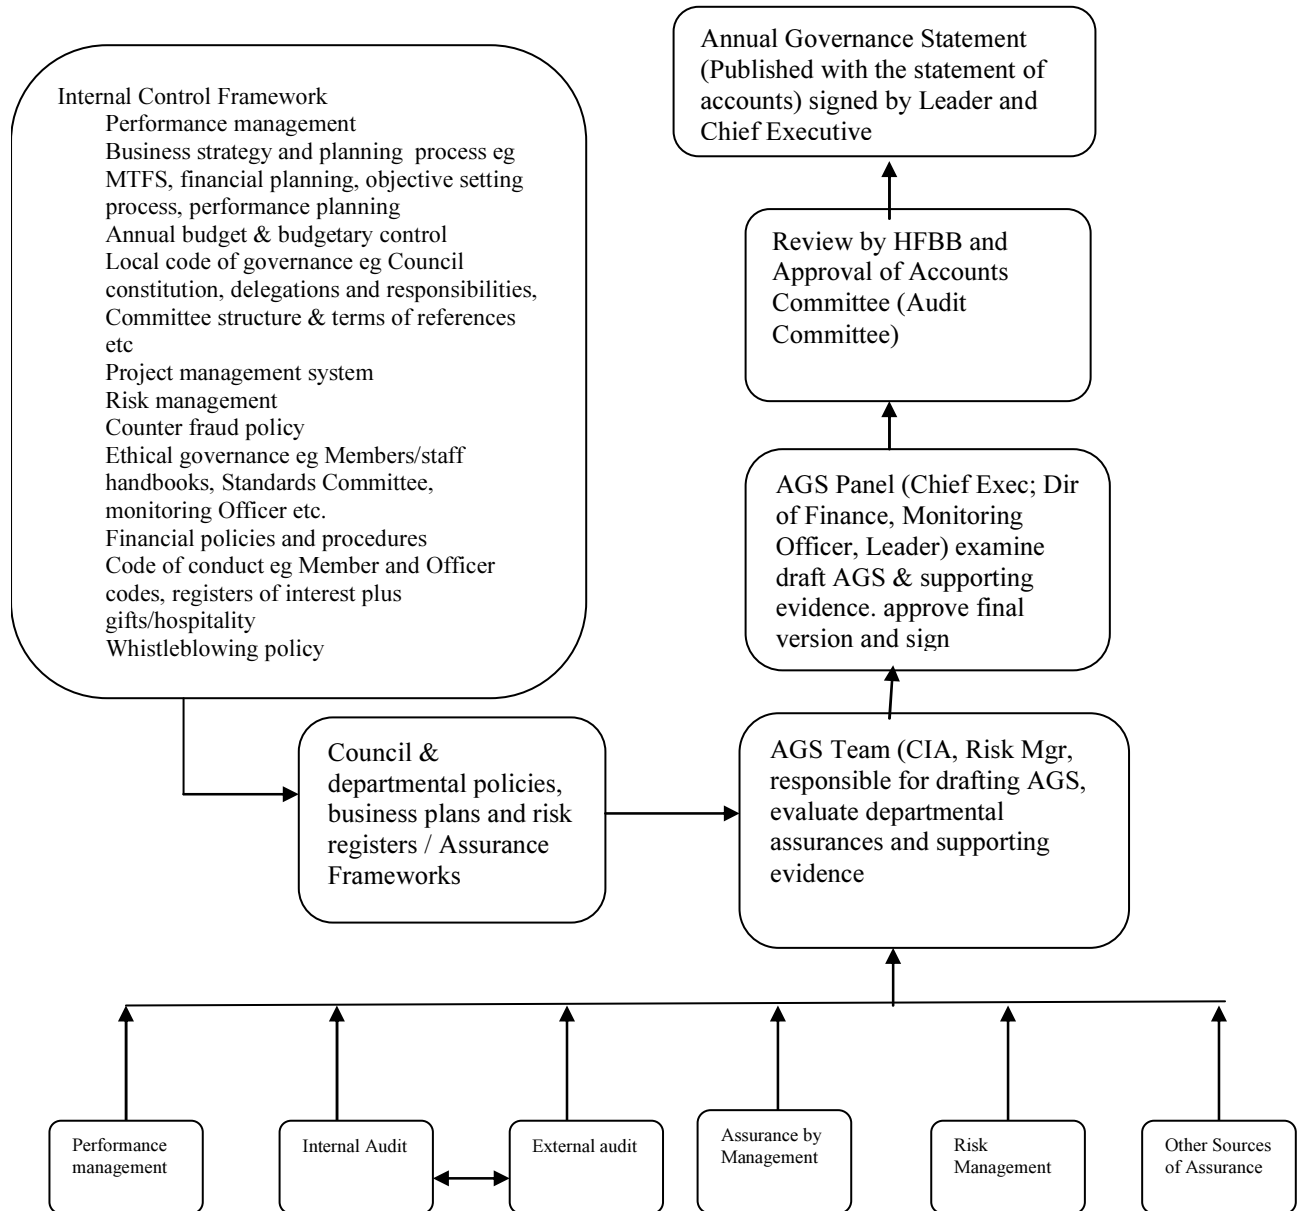 Annual Governance Statement
(Published with the statement of
accounts) signed by Leader and
Chief Executive
Internal Control Framework
Performance management
Business strategy and planning process eg
MTFS, financial planning, objective setting
process, performance planning
Annual budget & budgetary control
Local code of governance eg Council
constitution, delegations and responsibilities,
Committee structure & terms of references
etc
Project management system
Risk management
Counter fraud policy
Ethical governance eg Members/staff
handbooks, Standards Committee,
monitoring Officer etc.
Financial policies and procedures
Code of conduct eg Member and Officer
codes, registers of interest plus
gifts/hospitality
Whistleblowing policy
Review by HFBB and
Approval of Accounts
Committee (Audit
Committee)
AGS Panel (Chief Exec; Dir
of Finance, Monitoring
Officer, Leader) examine
draft AGS & supporting
evidence. approve final
version and sign
Council &
departmental policies,
business plans and risk
registers / Assurance
Frameworks
AGS Team (CIA, Risk Mgr,
responsible for drafting AGS,
evaluate departmental
assurances and supporting
evidence
Performance
management
Internal Audit
External audit
Assurance by
Management
Risk
Management
Other Sources
of Assurance